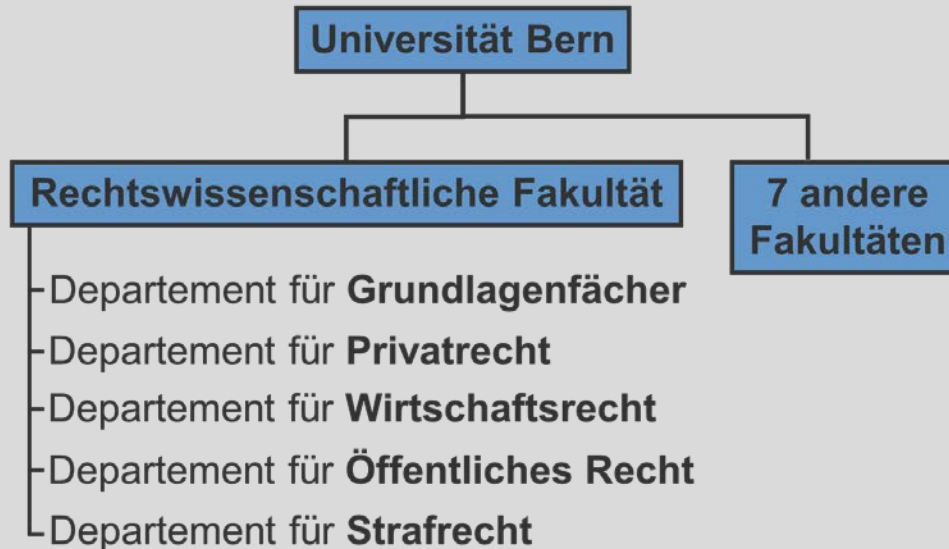 Universität Bern
Rechtswissenschaftliche Fakultät
7 andere
Fakultäten
Departement für Grundlagenfächer
Departement für Privatrecht
Departement für Wirtschaftsrecht
Departement für Öffentliches Recht
Departement für Strafrecht